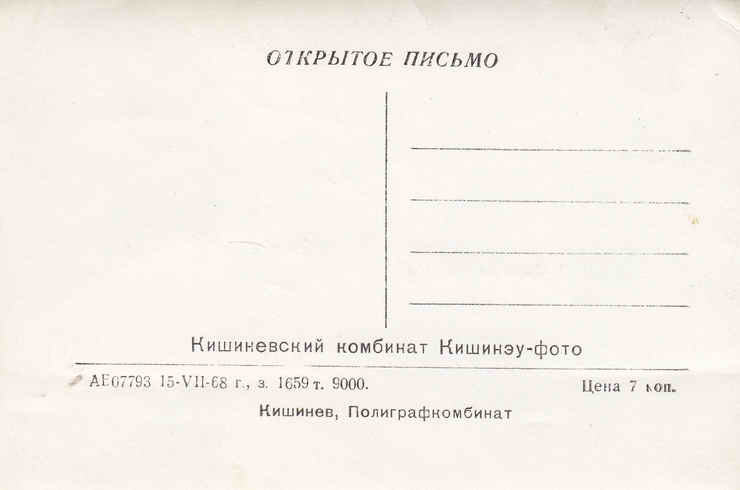 ОТКРЫТОЕ ПИСЬМО
Кишиневский комбинат Кишинэу-фото
АЕ07793 15-VII-68 г., з. 1659 т. 9000. Цена 7 коп.
Кишинев, Полиграфкомбинат